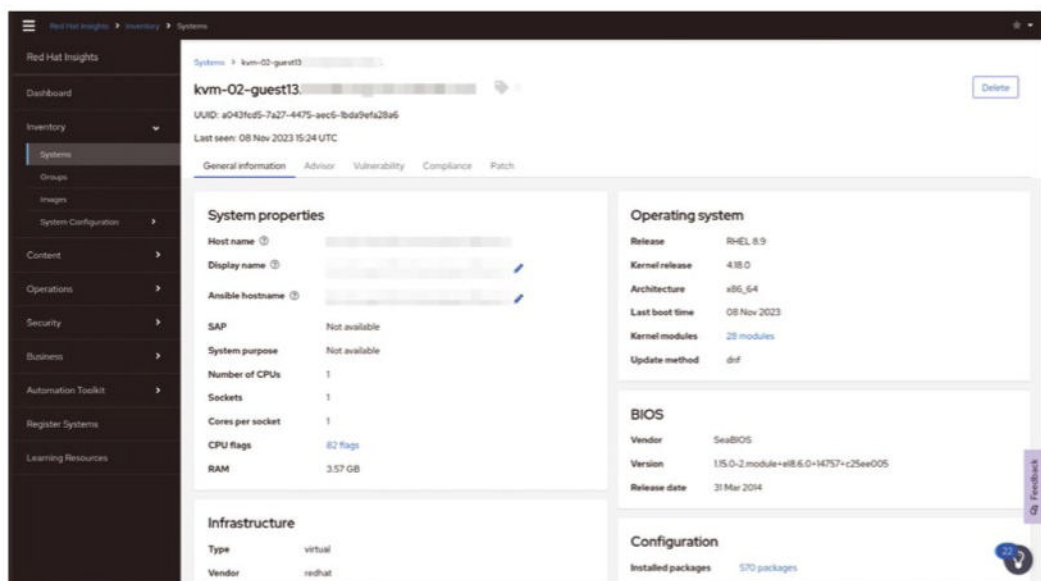 Red Hat Insights > Inventory > Systems
Red Hat Insights
Dashboard
Inventory
Systems
Groups
Images
System Configuration
Content
Operations
Security
Business
Automation Toolkit
Register Systems
Learning Resources
Systems > kvm-02-guest13
kvm-02-guest13.
Delete
UUID: a043fcd5-7a27-4475-aec6-1bda9efa28a6
Last seen: 08 Nov 2023 15:24 UTC
General information Advisor Vulnerability Compliance Patch
System properties
Host name
Display name
Ansible hostname
SAP Not available
System purpose Not available
Number of CPUs 1
Sockets 1
Cores per socket 1
CPU flags 82 flags
RAM 3.57 GB
Infrastructure
Type virtual
Vendor redhat
Operating system
Release RHEL 8.9
Kernel release 4.18.0
Architecture x86_64
Last boot time 08 Nov 2023
Kernel modules 28 modules
Update method dnf
BIOS
Vendor SeaBIOS
Version 1.15.0-2.module+el8.6.0+14757+c25ee005
Release date 31 Mar 2014
Configuration
Installed packages 570 packages
Feedback
22